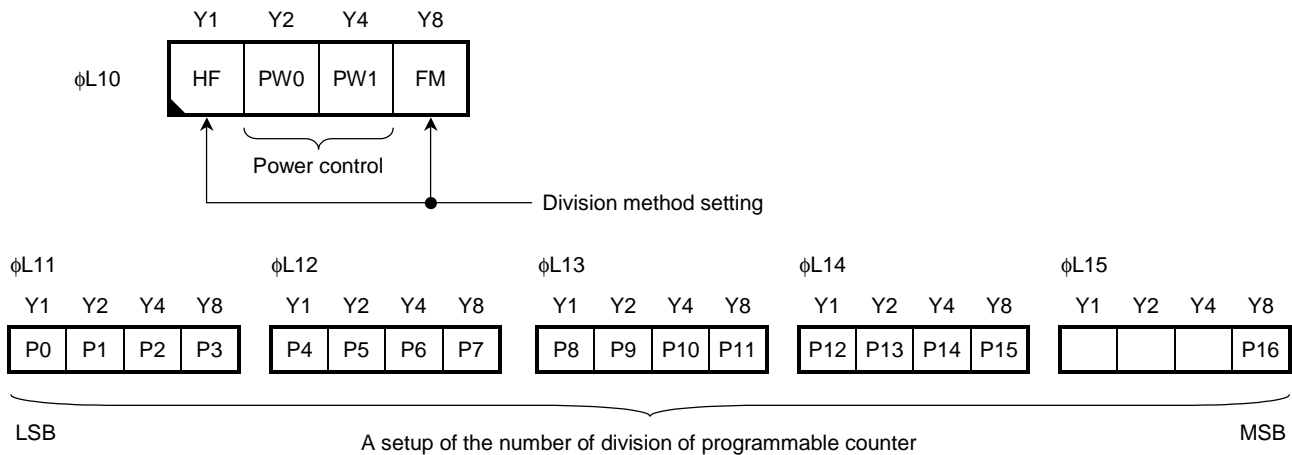 Y1 Y2 Y4 Y8
ϕL10 HF PW0 PW1 FM
Power control
Division method setting
ϕL11 ϕL12 ϕL13 ϕL14 ϕL15
Y1 Y2 Y4 Y8 Y1 Y2 Y4 Y8 Y1 Y2 Y4 Y8 Y1 Y2 Y4 Y8 Y1 Y2 Y4 Y8
P0 P1 P2 P3 P4 P5 P6 P7 P8 P9 P10 P11 P12 P13 P14 P15 P16
LSB MSB
A setup of the number of division of programmable counter